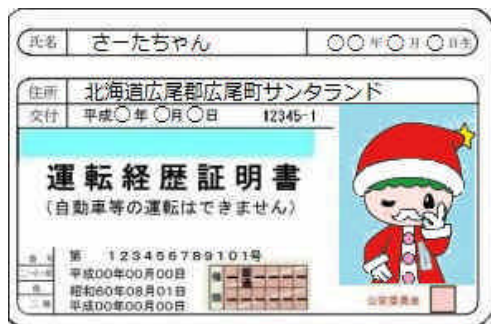 氏名 さーたちゃん ○○年○月○日生
住所 北海道広尾郡広尾町サンタランド
交付 平成○年○月○日 12345-1
運転経歴証明書
(自動車等の運転はできません)
第 123456789101号
平成00年00月00日
昭和60年08月01日
平成00年00月00日
公安委員会